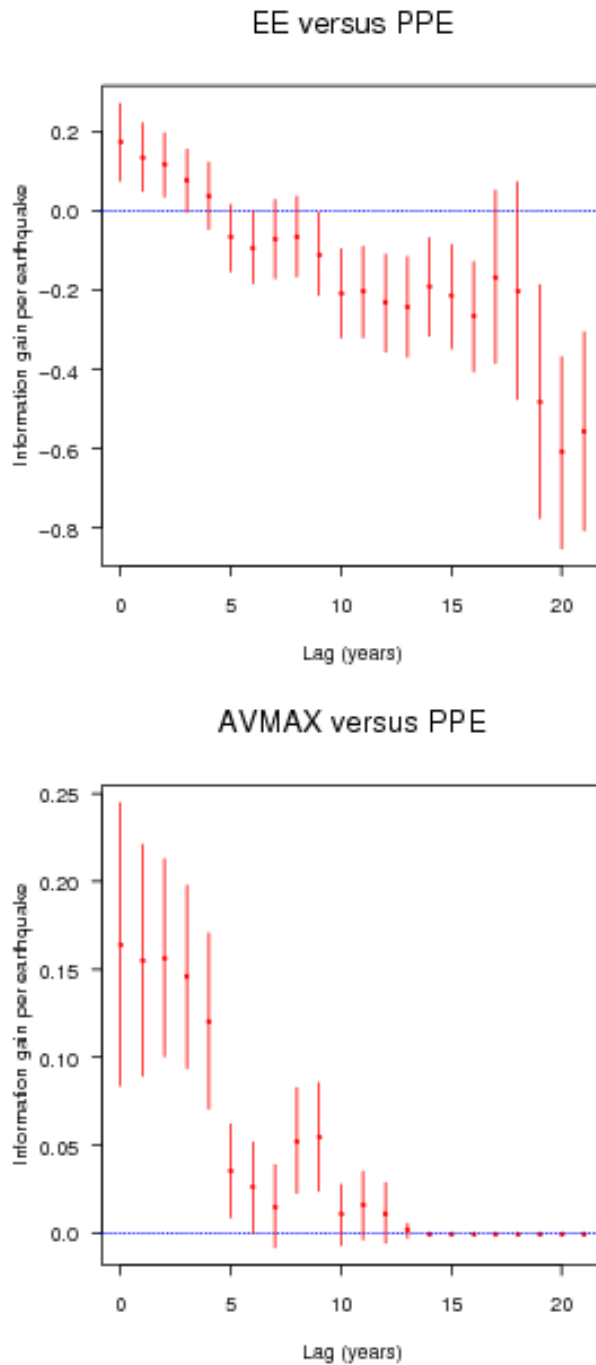 EE versus PPE
0.2
0.0
−0.2
−0.4
−0.6
−0.8
Information gain per earthquake
0 5 10 15 20
Lag (years)
AVMAX versus PPE
0.25
0.20
0.15
0.10
0.05
0.0
Information gain per earthquake
0 5 10 15 20
Lag (years)